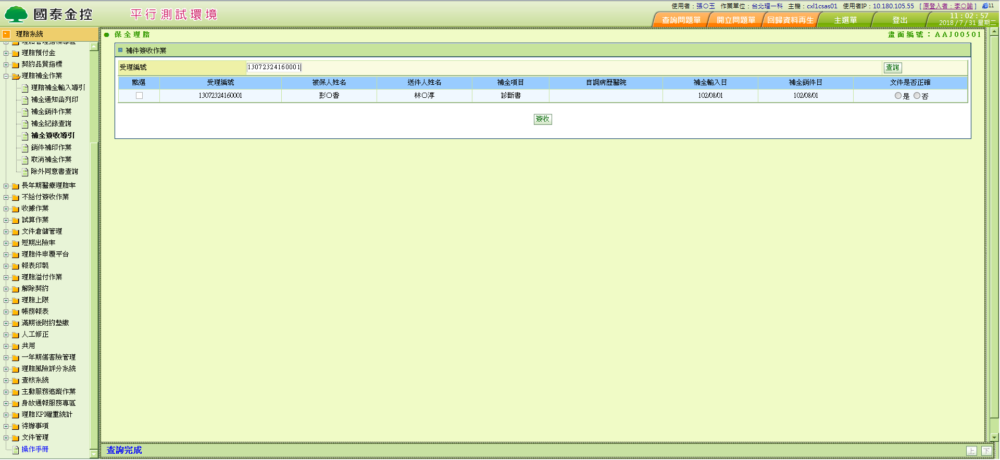 國泰金控
平行測試環境
使用者：張○玉 作業單位：台北理一科 主機：cxl1csas01 使用者IP：10.180.105.55 [原登入者：李○諭] 11
查詢問題單 開立問題單 回歸資料再生 主選單 登出
11：02：57
2018 / 7 / 31 星期二
理賠系統
保全理賠
畫面編號：AAJ00501
理賠管理指標專區
理賠預付金
契約品質指標
理賠補全作業
理賠補全輸入導引
補全通知函列印
補全銷件作業
補全紀錄查詢
補全簽收導引
銷件補印作業
取消補全作業
除外同意書查詢
長年期醫療理賠率
不給付簽收作業
收據作業
試算作業
文件倉儲管理
短期出險率
理賠件申覆平台
報表印製
理賠溢付作業
解除契約
理賠上限
帳務報表
滿期後附約墊繳
人工修正
共用
一年期傷害險管理
理賠風險評分系統
查核系統
主動服務追蹤作業
身故通報服務專區
理賠KPI權重統計
待辦事項
文件管理
操作手冊
補件簽收作業
受理編號 13072324160001 查詢
點選 受理編號 被保人姓名 送件人姓名 補全項目 自調病歷醫院 補全輸入日 補全銷件日 文件是否正確
13072324160001 彭○香 林○淳 診斷書 102/08/01 102/08/01 是 否
簽收
查詢完成
上 下